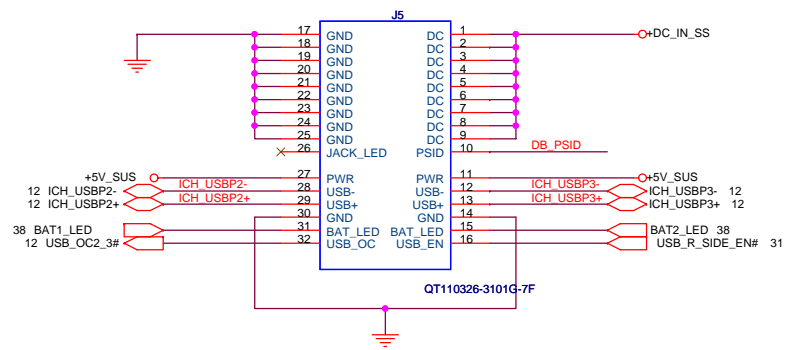 J5
17 GND DC 1 +DC_IN_SS
18 GND DC 2
19 GND DC 3
20 GND DC 4
21 GND DC 5
22 GND DC 6
23 GND DC 7
24 GND DC 8
25 GND DC 9
26 JACK_LED PSID 10 DB_PSID
+5V_SUS 27 PWR PWR 11 +5V_SUS
12 ICH_USBP2- ICH_USBP2- 28 USB- USB- 12 ICH_USBP3- ICH_USBP3- 12
12 ICH_USBP2+ ICH_USBP2+ 29 USB+ USB+ 13 ICH_USBP3+ ICH_USBP3+ 12
30 GND GND 14
38 BAT1_LED 31 BAT_LED BAT_LED 15 BAT2_LED 38
12 USB_OC2_3# 32 USB_OC USB_EN 16 USB_R_SIDE_EN# 31
QT110326-3101G-7F